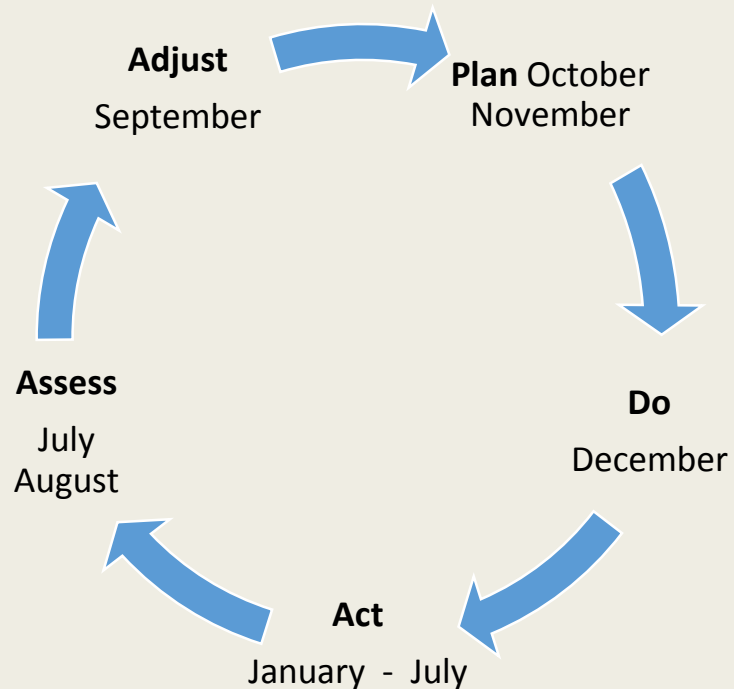 Adjust
September
Plan October
November
Do
December
Act
January - July
Assess
July
August